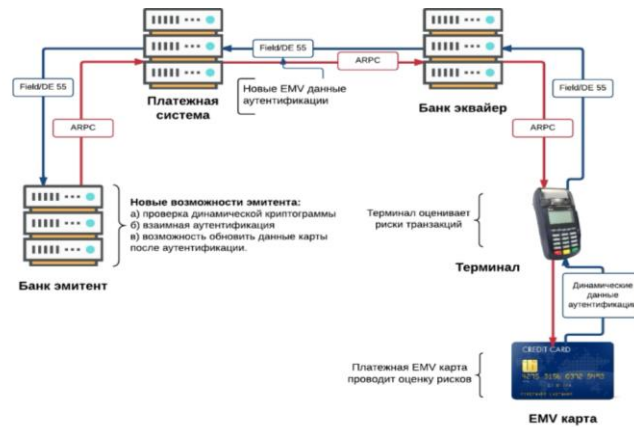 Field/DE 55
ARPC
Платежная
система
Новые EMV данные
аутентификации
Банк эквайер
Field/DE 55
ARPC
Field/DE 55
ARPC
Новые возможности эмитента:
а) проверка динамической криптограммы
б) взаимная аутентификация
в) возможность обновить данные карты
после аутентификации.
Банк эмитент
Терминал оценивает
риски транзакций
Терминал
Динамические
данные
аутентификации
Платежная EMV карта
проводит оценку рисков
CREDIT CARD
EMV карта